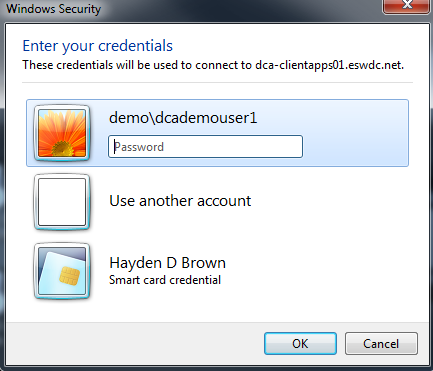 Windows Security
Enter your credentials
These credentials will be used to connect to dca-clientapps01.eswdc.net.
demo\dcademouser1
Password
Use another account
Hayden D Brown
Smart card credential
OK
Cancel